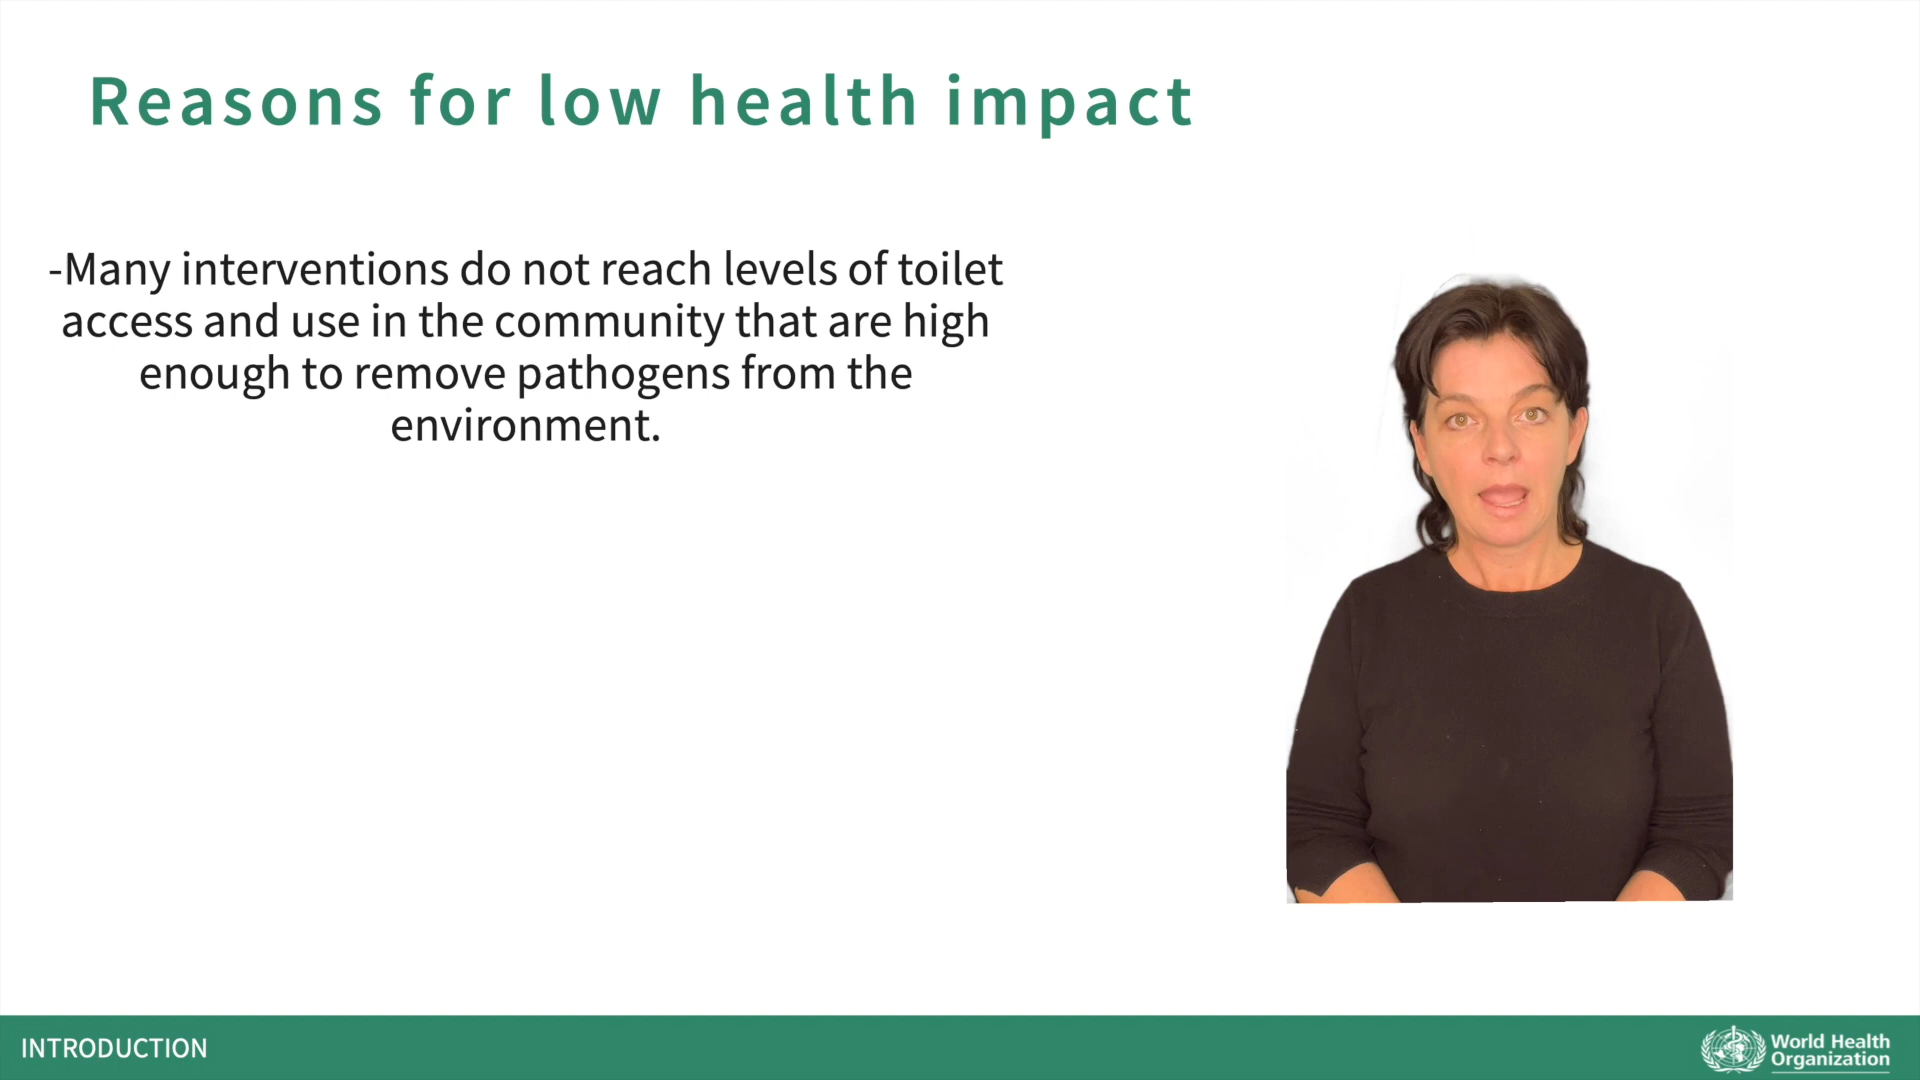 Reasons for low health impact
-Many interventions do not reach levels of toilet
access and use in the community that are high
enough to remove pathogens from the
environment.
INTRODUCTION
World Health
Organization